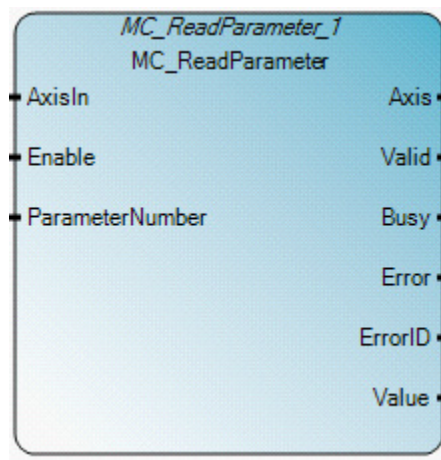 MC_ReadParameter_1
MC_ReadParameter
AxisIn Axis
Enable Valid
ParameterNumber Busy
Error
ErrorID
Value